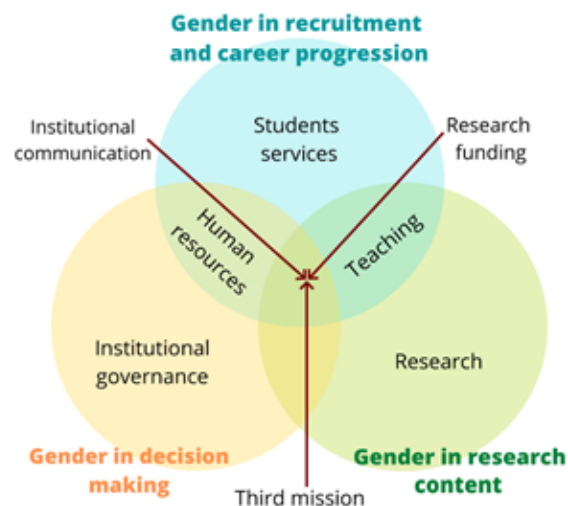 Gender in recruitment
and career progression
Institutional
communication
Students
services
Research
funding
Human
resources
Teaching
Institutional
governance
Research
Gender in decision
making
Gender in research
content
Third mission